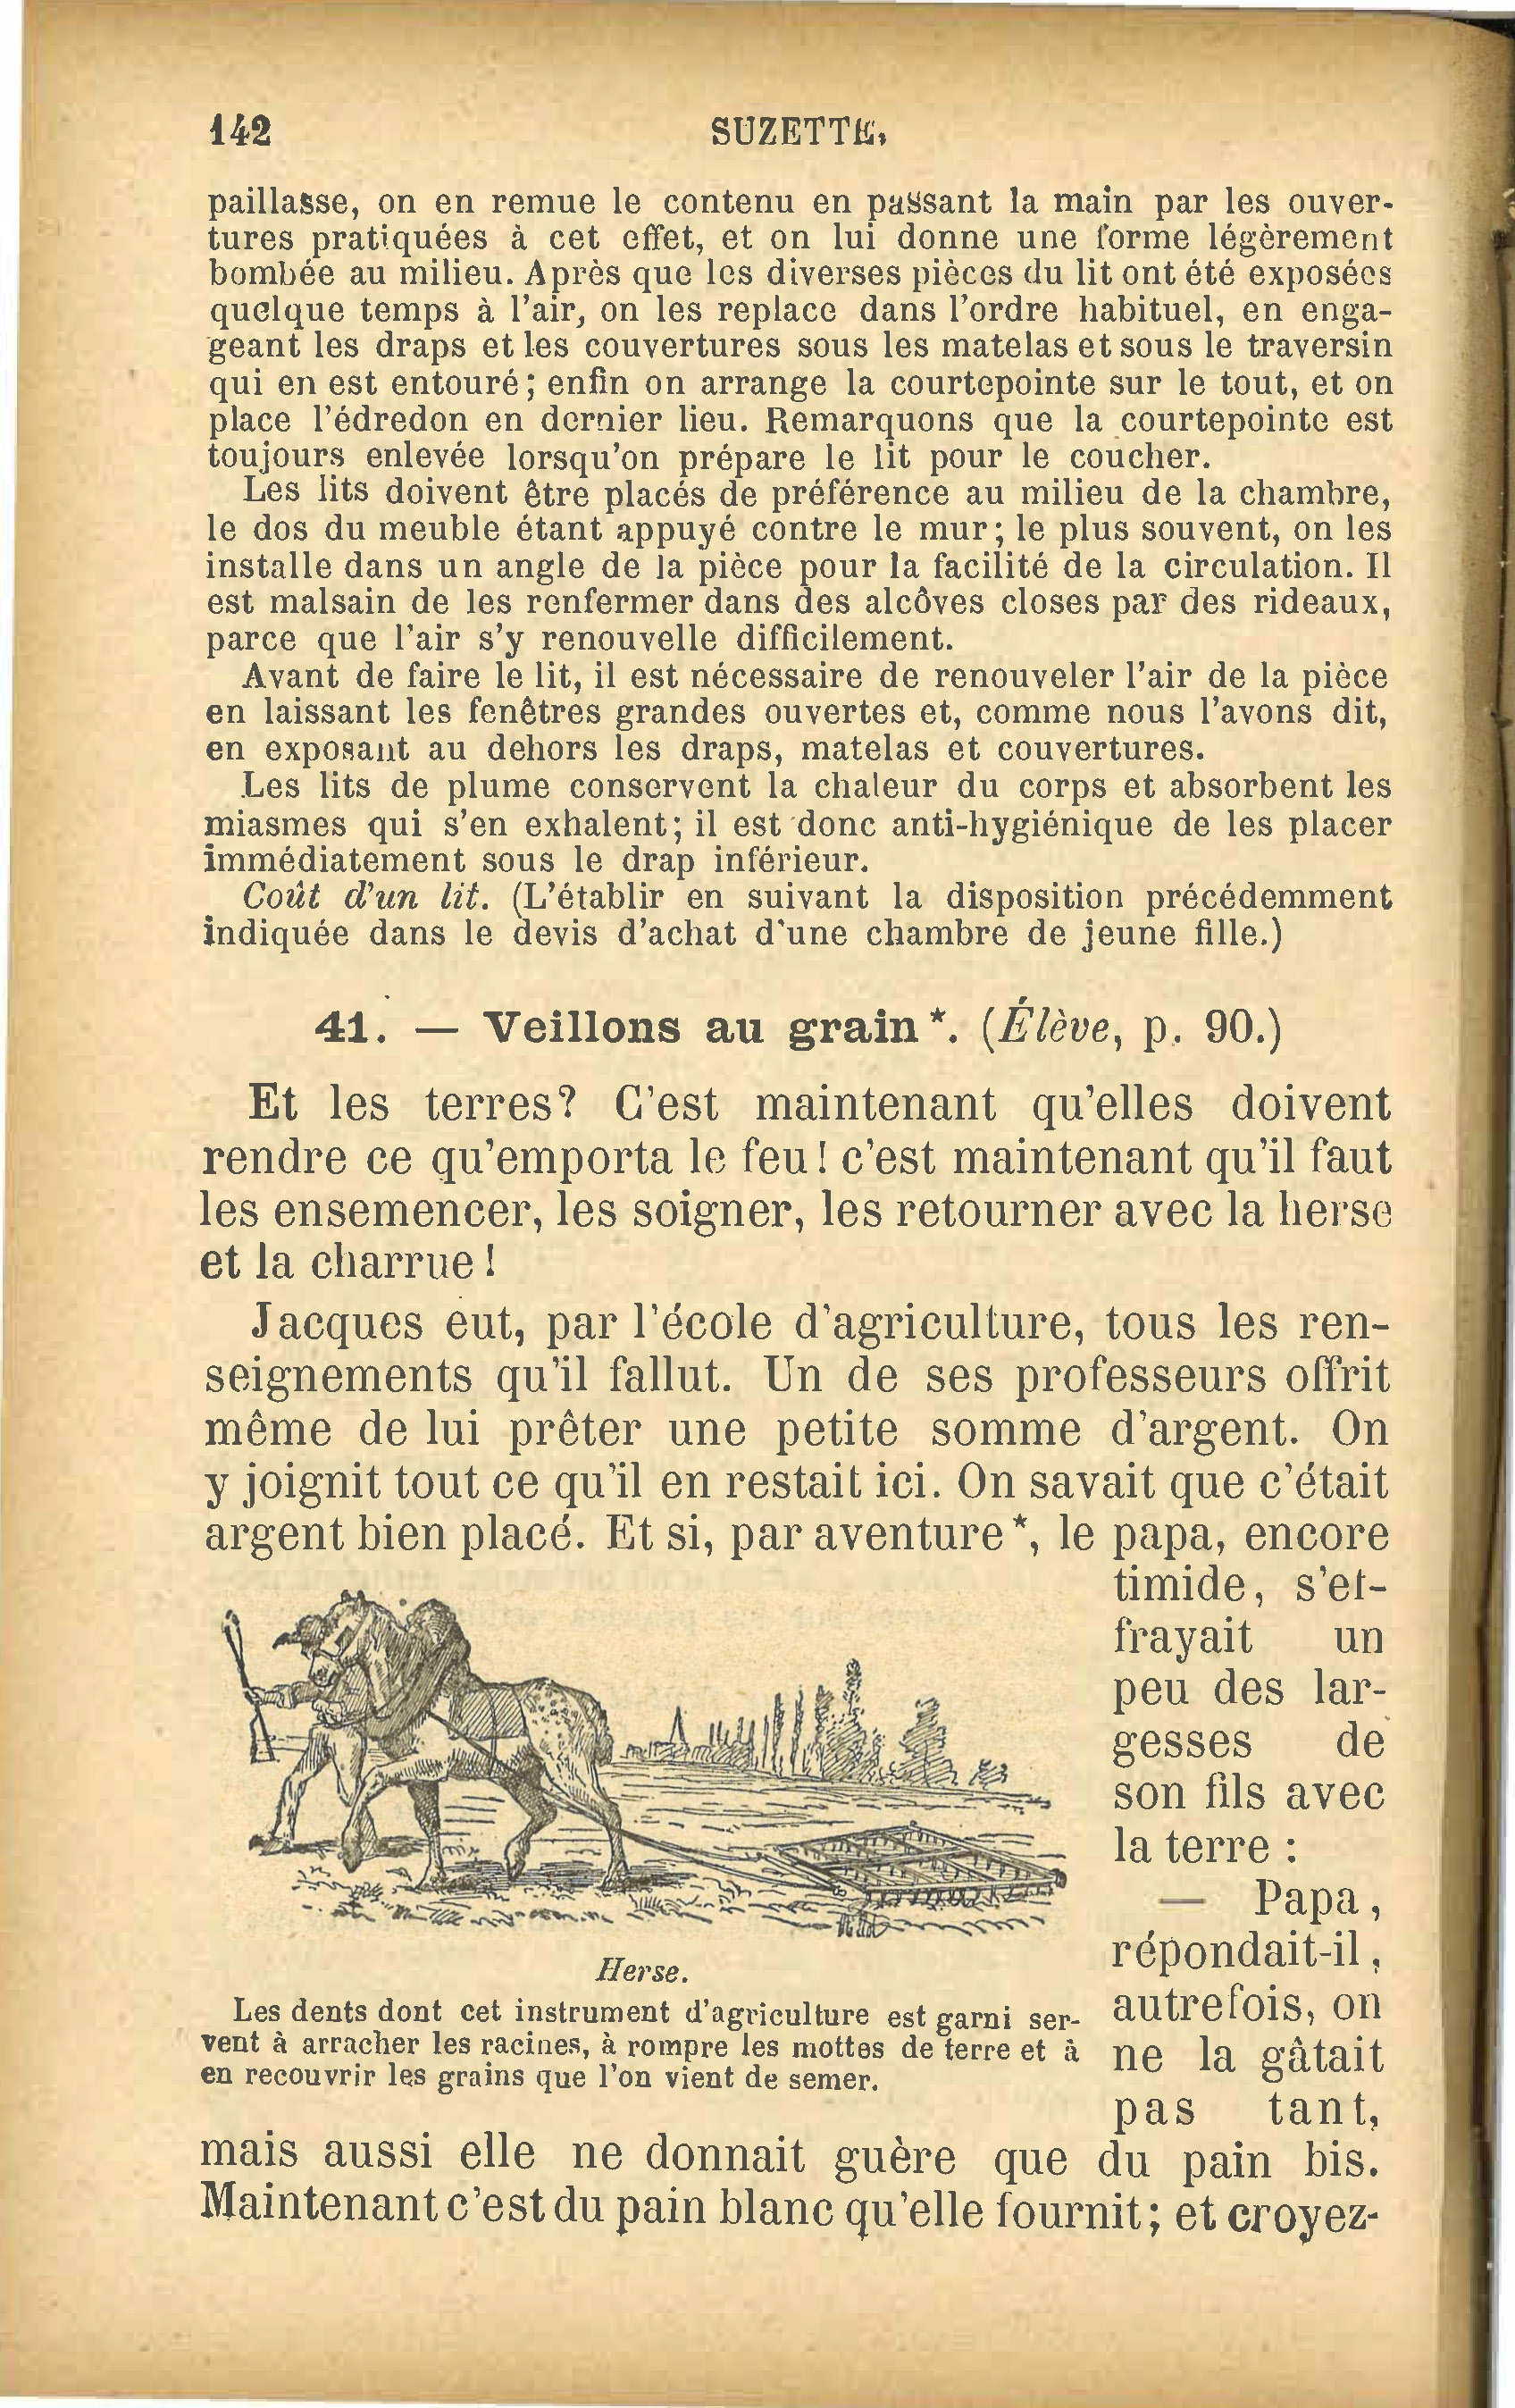 142
SUZETTE,
paillasse, on en remue le contenu en passant la main par les ouver-
tures pratiquées à cet effet, et on lui donne une forme légèrement
bombée au milieu. Après que les diverses pièces du lit ont été exposées
quelque temps à l'air, on les replace dans l'ordre habituel, en enga-
geant les draps et les couvertures sous les matelas et sous le traversin
qui en est entouré ; enfin on arrange la courtepointe sur le tout, et on
place l'édredon en dernier lieu. Remarquons que la courtepointe est
toujours enlevée lorsqu'on prépare le lit pour le coucher.
Les lits doivent être placés de préférence au milieu de la chambre,
le dos du meuble étant appuyé contre le mur ; le plus souvent, on les
installe dans un angle de la pièce pour la facilité de la circulation. Il
est malsain de les renfermer dans des alcôves closes par des rideaux,
parce que l'air s'y renouvelle difficilement.
Avant de faire le lit, il est nécessaire de renouveler l'air de la pièce
en laissant les fenêtres grandes ouvertes et, comme nous l'avons dit,
en exposant au dehors les draps, matelas et couvertures.
Les lits de plume conservent la chaleur du corps et absorbent les
miasmes qui s'en exhalent ; il est donc anti-hygiénique de les placer
immédiatement sous le drap inférieur.
Coût d'un lit. (L'établir en suivant la disposition précédemment
indiquée dans le devis d'achat d'une chambre de jeune fille.)
41. — Veillons au grain *. (Élève, p. 90.)
Et les terres ? C'est maintenant qu'elles doivent
rendre ce qu'emporta le feu ! c'est maintenant qu'il faut
les ensemencer, les soigner, les retourner avec la herse
et la charrue !
Jacques eut, par l'école d'agriculture, tous les ren-
seignements qu'il fallut. Un de ses professeurs offrit
même de lui prêter une petite somme d'argent. On
y joignit tout ce qu'il en restait ici. On savait que c'était
argent bien placé. Et si, par aventure *, le papa, encore
timide, s'ef-
frayait un
peu des lar-
gesses de
son fils avec
la terre :
— Papa,
répondait-il,
autrefois, on
ne la gâtait
pas tant,
Herse.
Les dents dont cet instrument d'agriculture est garni ser-
vent à arracher les racines, à rompre les mottes de terre et à
en recouvrir les grains que l'on vient de semer.
mais aussi elle ne donnait guère que du pain bis.
Maintenant c'est du pain blanc qu'elle fournit ; et croyez-